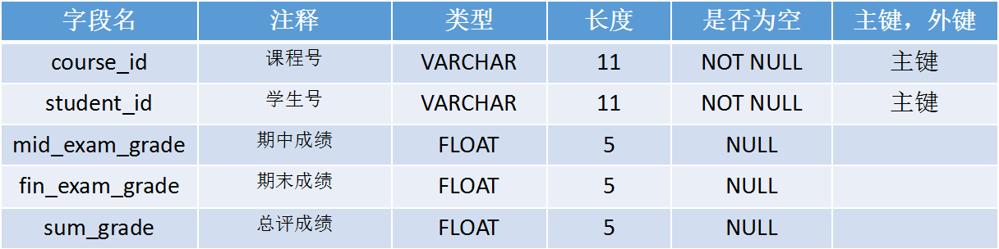 字段名 注释 类型 长度 是否为空 主键，外键
course_id 课程号 VARCHAR 11 NOT NULL 主键
student_id 学生号 VARCHAR 11 NOT NULL 主键
mid_exam_grade 期中成绩 FLOAT 5 NULL
fin_exam_grade 期末成绩 FLOAT 5 NULL
sum_grade 总评成绩 FLOAT 5 NULL